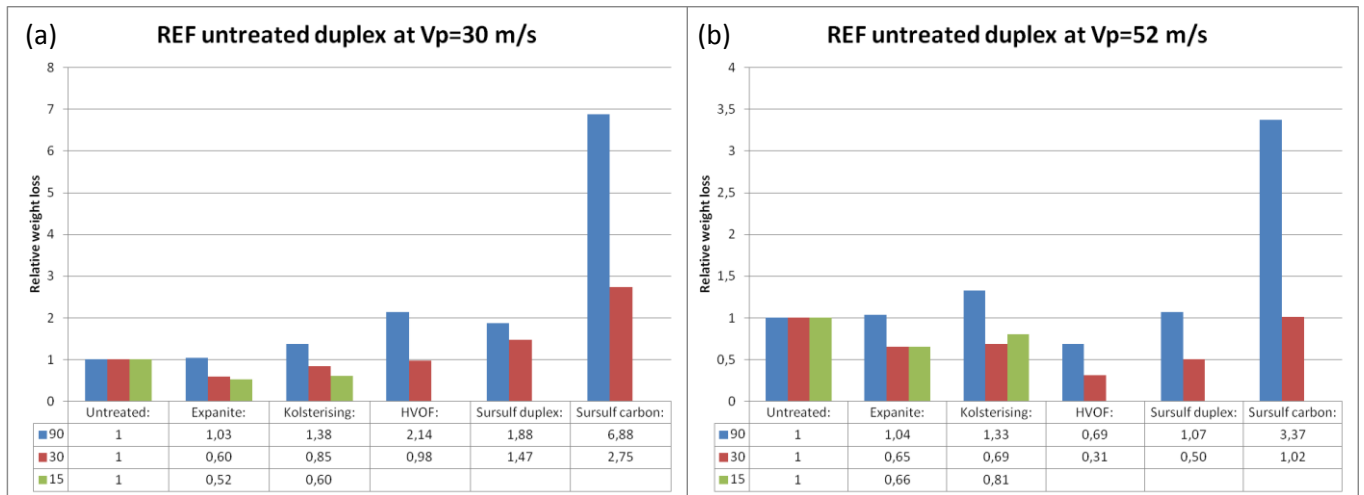 (a) REF untreated duplex at Vp=30 m/s
Relative weight loss
8
7
6
5
4
3
2
1
0
Untreated: Expanite: Kolsterising: HVOF: Sursulf duplex: Sursulf carbon:
90 1 1,03 1,38 2,14 1,88 6,88
30 1 0,60 0,85 0,98 1,47 2,75
15 1 0,52 0,60
(b) REF untreated duplex at Vp=52 m/s
Relative weight loss
4
3,5
3
2,5
2
1,5
1
0,5
0
Untreated: Expanite: Kolsterising: HVOF: Sursulf duplex: Sursulf carbon:
90 1 1,04 1,33 0,69 1,07 3,37
30 1 0,65 0,69 0,31 0,50 1,02
15 1 0,66 0,81